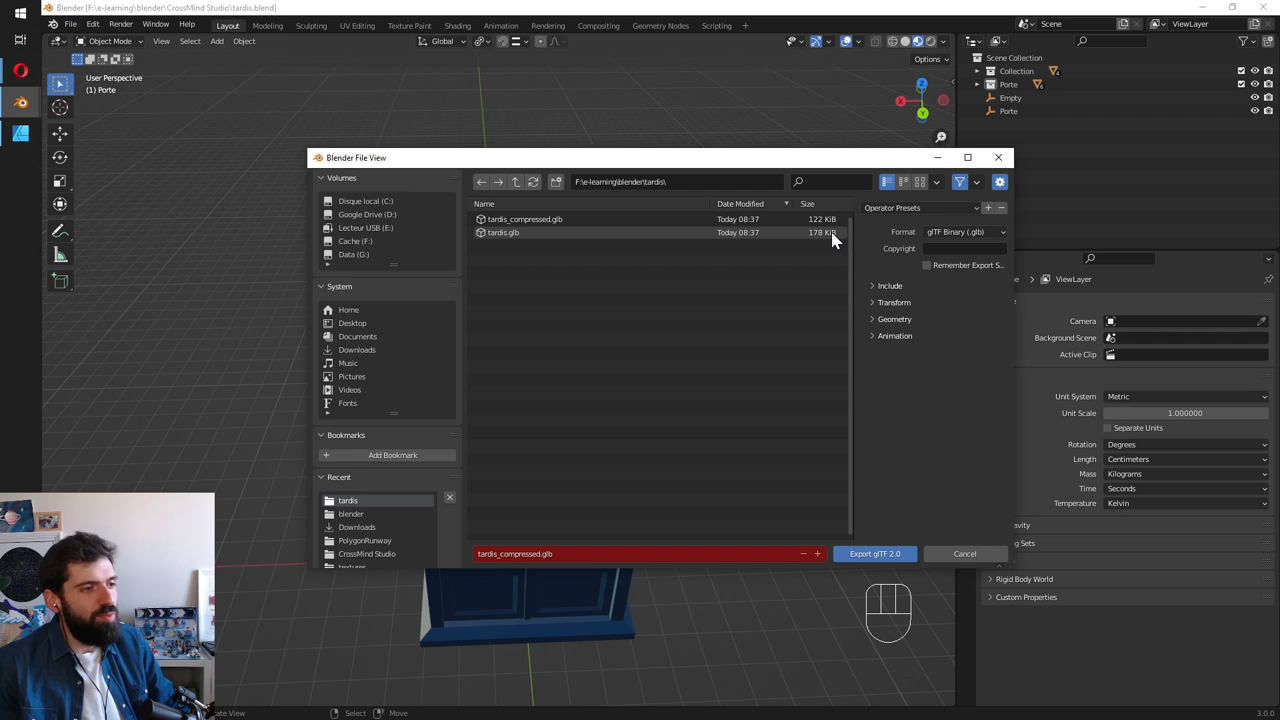 Blender [F:\e-learning\blender\CrossMind Studio\tardis.blend]
File Edit Render Window Help Layout Modeling Sculpting UV Editing Texture Paint Shading Animation Rendering Compositing Geometry Nodes Scripting + Scene ViewLayer
Object Mode View Select Add Object Global
Options
User Perspective
(1) Porte
X
Y
Z
Scene Collection
Collection 4
Porte 6
Empty
Porte
Blender File View
Volumes
Disque local (C:)
Google Drive (D:)
Lecteur USB (E:)
Cache (F:)
Data (G:)
System
Home
Desktop
Documents
Downloads
Music
Pictures
Videos
Fonts
Bookmarks
+ Add Bookmark
Recent
tardis
blender
Downloads
PolygonRunway
CrossMind Studio
textures
F:\e-learning\blender\tardis\
Name Date Modified Size
tardis_compressed.glb Today 08:37 122 KiB
tardis.glb Today 08:37 178 KiB
Operator Presets + −
Format glTF Binary (.glb)
Copyright
Remember Export S...
Include
Transform
Geometry
Animation
tardis_compressed.glb − + Export glTF 2.0 Cancel
ViewLayer
Camera
Background Scene
Active Clip
Unit System Metric
Unit Scale 1.000000
Separate Units
Rotation Degrees
Length Centimeters
Mass Kilograms
Time Seconds
Temperature Kelvin
Rigid Body World
Custom Properties
Select Move 3.0.0